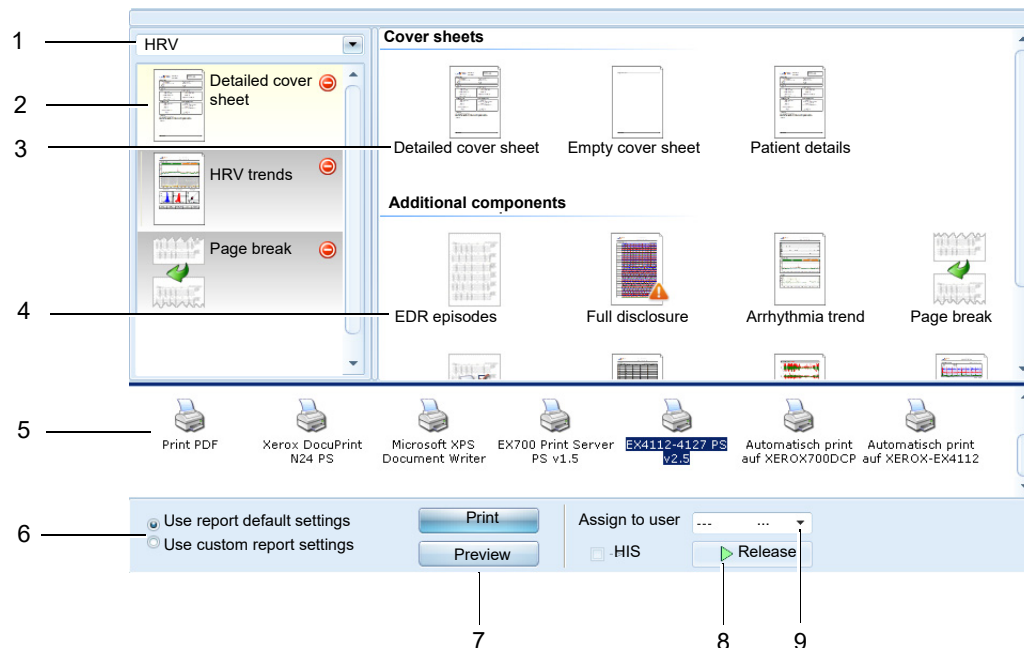 1
HRV
Cover sheets
2
Detailed cover
sheet
3
Detailed cover sheet
Empty cover sheet
Patient details
HRV trends
Additional components
Page break
4
EDR episodes
Full disclosure
Arrhythmia trend
Page break
5
Print PDF
Xerox DocuPrint
N24 PS
Microsoft XPS
Document Writer
EX700 Print Server
PS v1.5
EX4112-4127 PS
v2.5
Automatisch print
auf XEROX700DCP
Automatisch print
auf XEROX-EX4112
6
Use report default settings
Use custom report settings
Print
Preview
Assign to user
--- ...
-HIS
Release
7
8
9